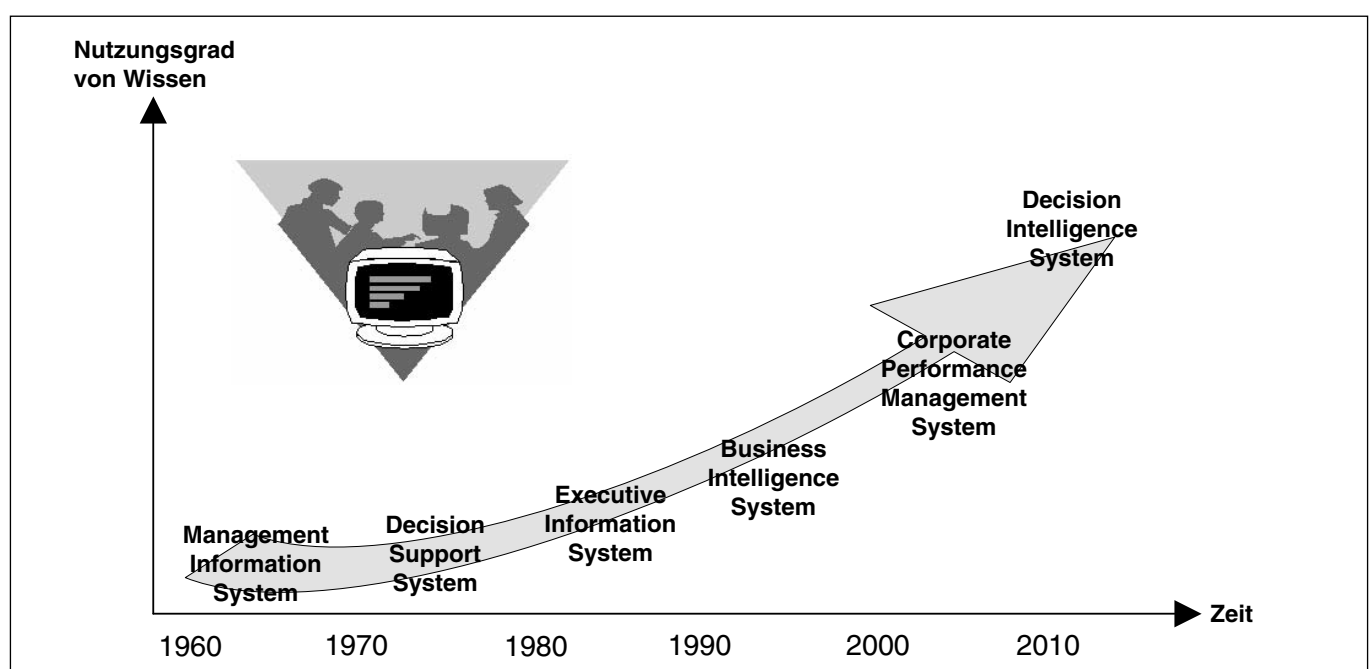 Nutzungsgrad
von Wissen
Decision
Intelligence
System
Corporate
Performance
Management
System
Business
Intelligence
System
Executive
Information
System
Decision
Support
System
Management
Information
System
Zeit
1960 1970 1980 1990 2000 2010